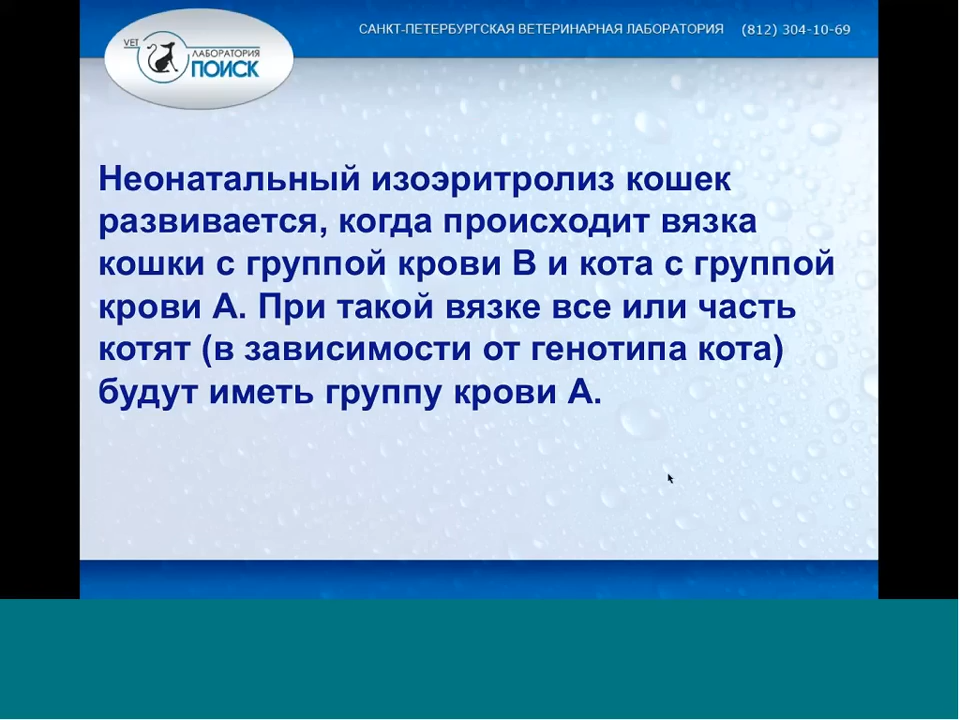 САНКТ-ПЕТЕРБУРГСКАЯ ВЕТЕРИНАРНАЯ ЛАБОРАТОРИЯ (812) 304-10-69
VET ЛАБОРАТОРИЯ
ПОИСК
Неонатальный изоэритролиз кошек
развивается, когда происходит вязка
кошки с группой крови В и кота с группой
крови А. При такой вязке все или часть
котят (в зависимости от генотипа кота)
будут иметь группу крови А.